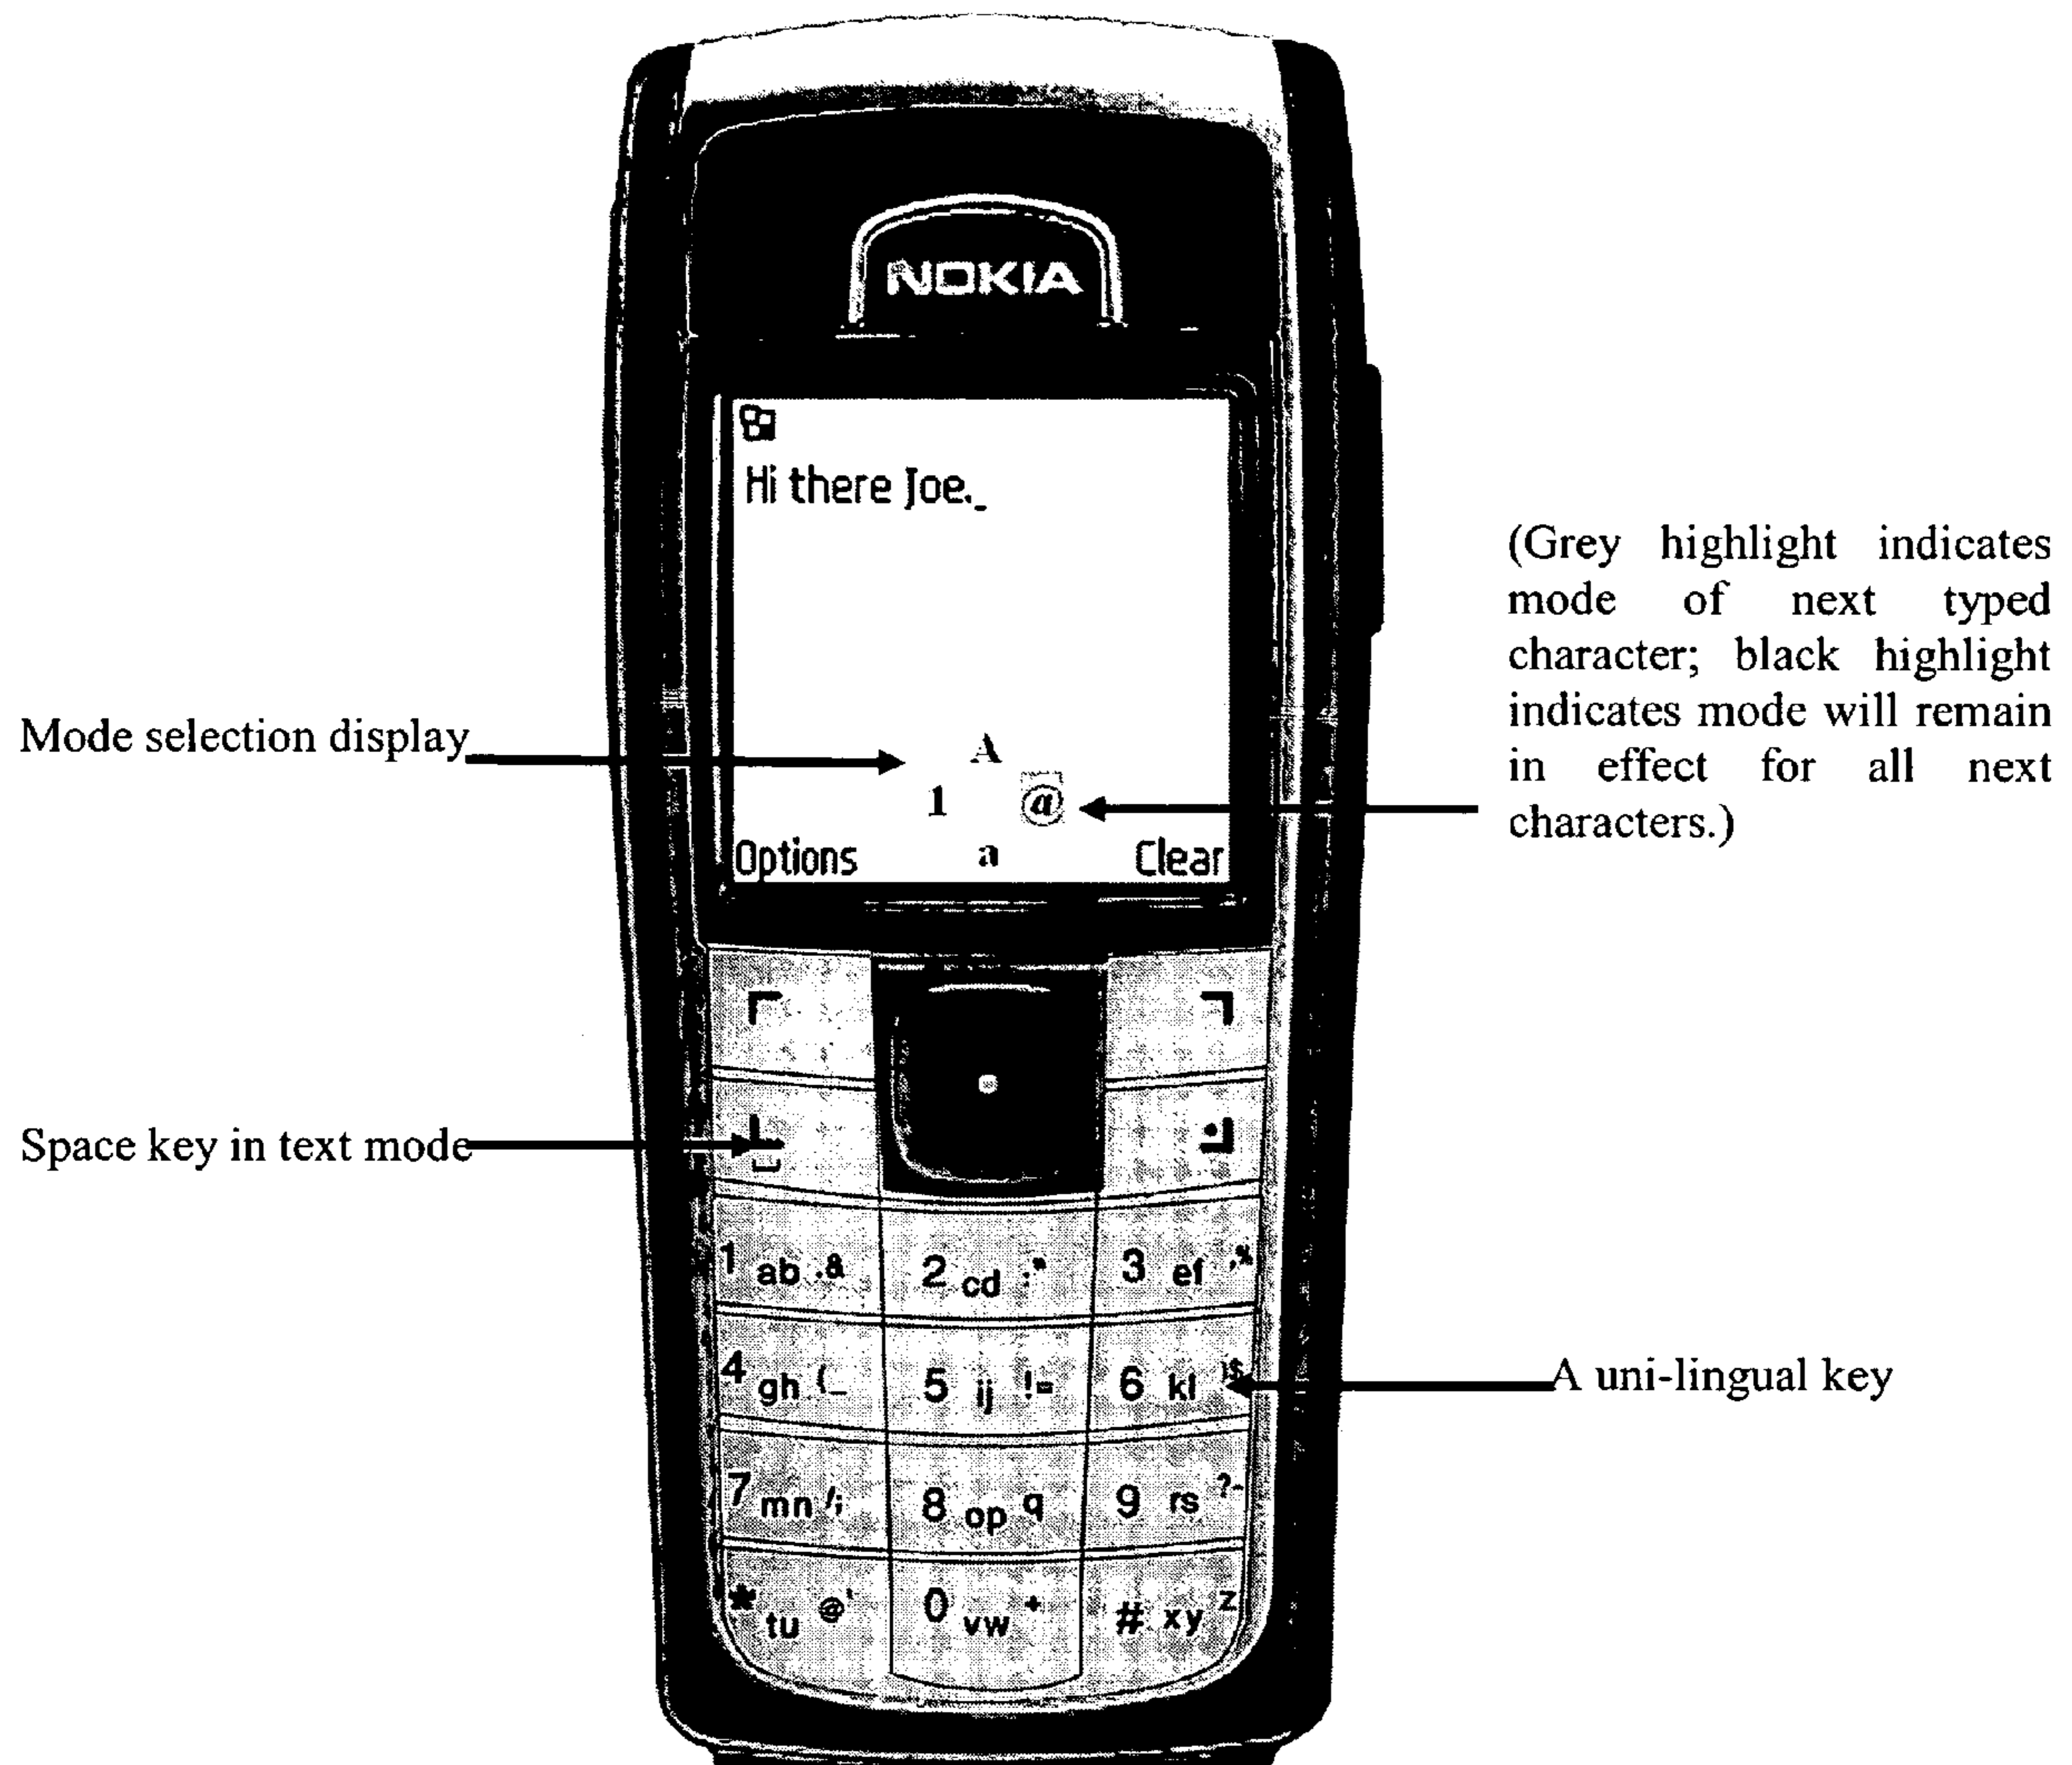 NOKIA
Hi there Joe._
(Grey highlight indicates
mode of next typed
character; black highlight
indicates mode will remain
in effect for all next
characters.)
Mode selection display
A
1 @
Options a Clear
Space key in text mode
1 ab .& 2 cd :" 3 ef ,%
4 gh (_ 5 ij != 6 kl )$
A uni-lingual key
7 mn /; 8 op q 9 rs ?-
* tu @' 0 vw + # xy z